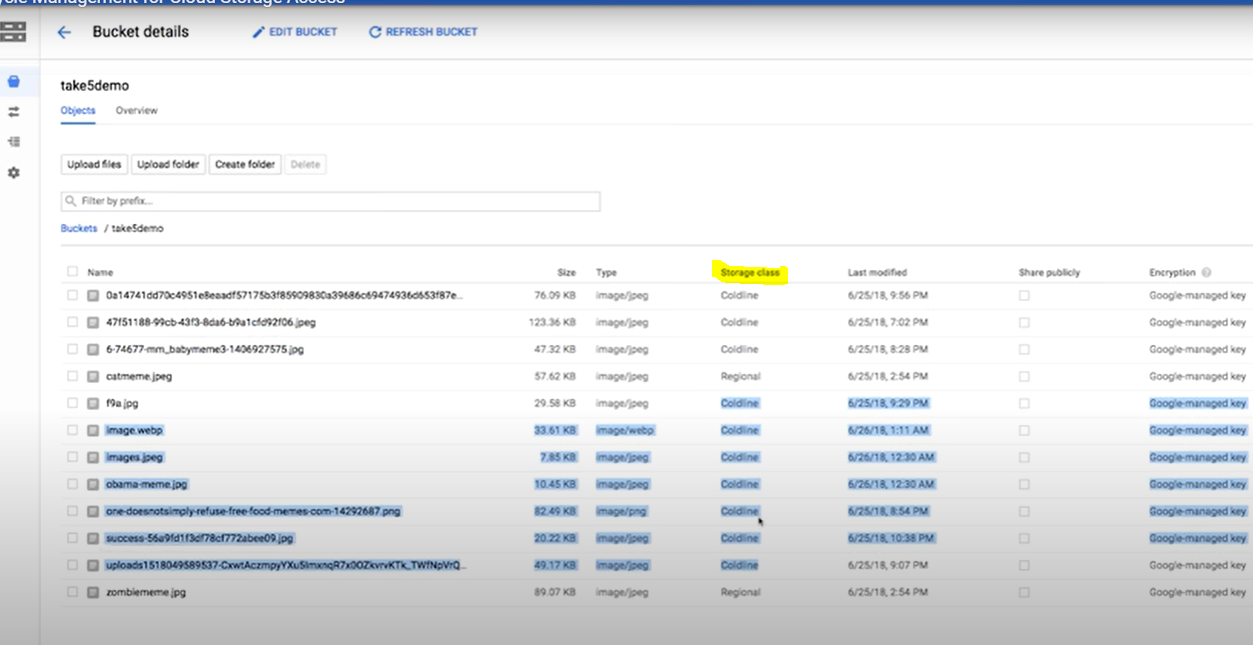 ycle Management for Cloud Storage Access
Bucket details EDIT BUCKET REFRESH BUCKET
take5demo
Objects Overview
Upload files Upload folder Create folder Delete
Filter by prefix...
Buckets / take5demo
Name Size Type Storage class Last modified Share publicly Encryption
0a14741dd70c4951e8eaadf57175b3f85909830a39686c69474936d653f87e... 76.09 KB image/jpeg Coldline 6/25/18, 9:56 PM Google-managed key
47f51188-99cb-43f3-8da6-b9a1cfd92f06.jpeg 123.36 KB image/jpeg Coldline 6/25/18, 7:02 PM Google-managed key
6-74677-mm_babymeme3-1406927575.jpg 47.32 KB image/jpeg Coldline 6/25/18, 8:28 PM Google-managed key
catmeme.jpeg 57.62 KB image/jpeg Regional 6/25/18, 2:54 PM Google-managed key
f9a.jpg 29.58 KB image/jpeg Coldline 6/25/18, 9:29 PM Google-managed key
image.webp 33.61 KB image/webp Coldline 6/26/18, 1:11 AM Google-managed key
images.jpeg 7.85 KB image/jpeg Coldline 6/26/18, 12:30 AM Google-managed key
obama-meme.jpg 10.45 KB image/jpeg Coldline 6/26/18, 12:30 AM Google-managed key
one-doesnotsimply-refuse-free-food-memes-com-14292687.png 82.49 KB image/png Coldline 6/25/18, 8:54 PM Google-managed key
success-56a9fd1f3df78cf772abee09.jpg 20.22 KB image/jpeg Coldline 6/25/18, 10:38 PM Google-managed key
49.17 KB image/jpeg Coldline 6/25/18, 9:07 PM Google-managed key
zombiememe.jpg 89.07 KB image/jpeg Regional 6/25/18, 2:54 PM Google-managed key